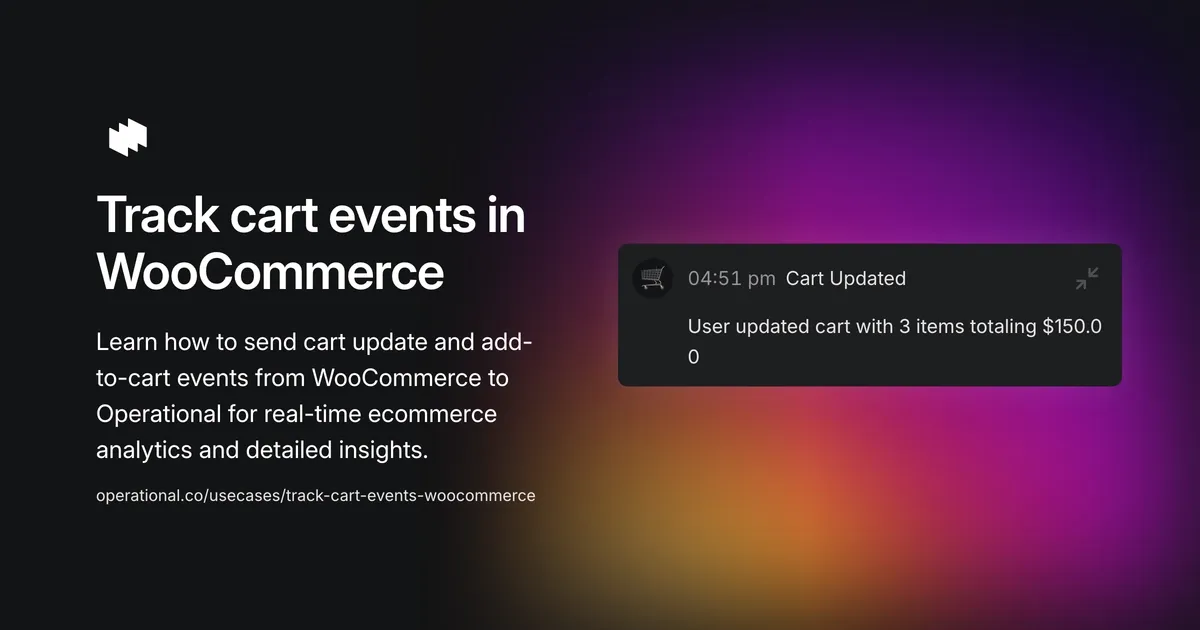 Track cart events in
WooCommerce
Learn how to send cart update and add-
to-cart events from WooCommerce to
Operational for real-time ecommerce
analytics and detailed insights.
operational.co/usecases/track-cart-events-woocommerce
04:51 pm Cart Updated
User updated cart with 3 items totaling $150.0
0